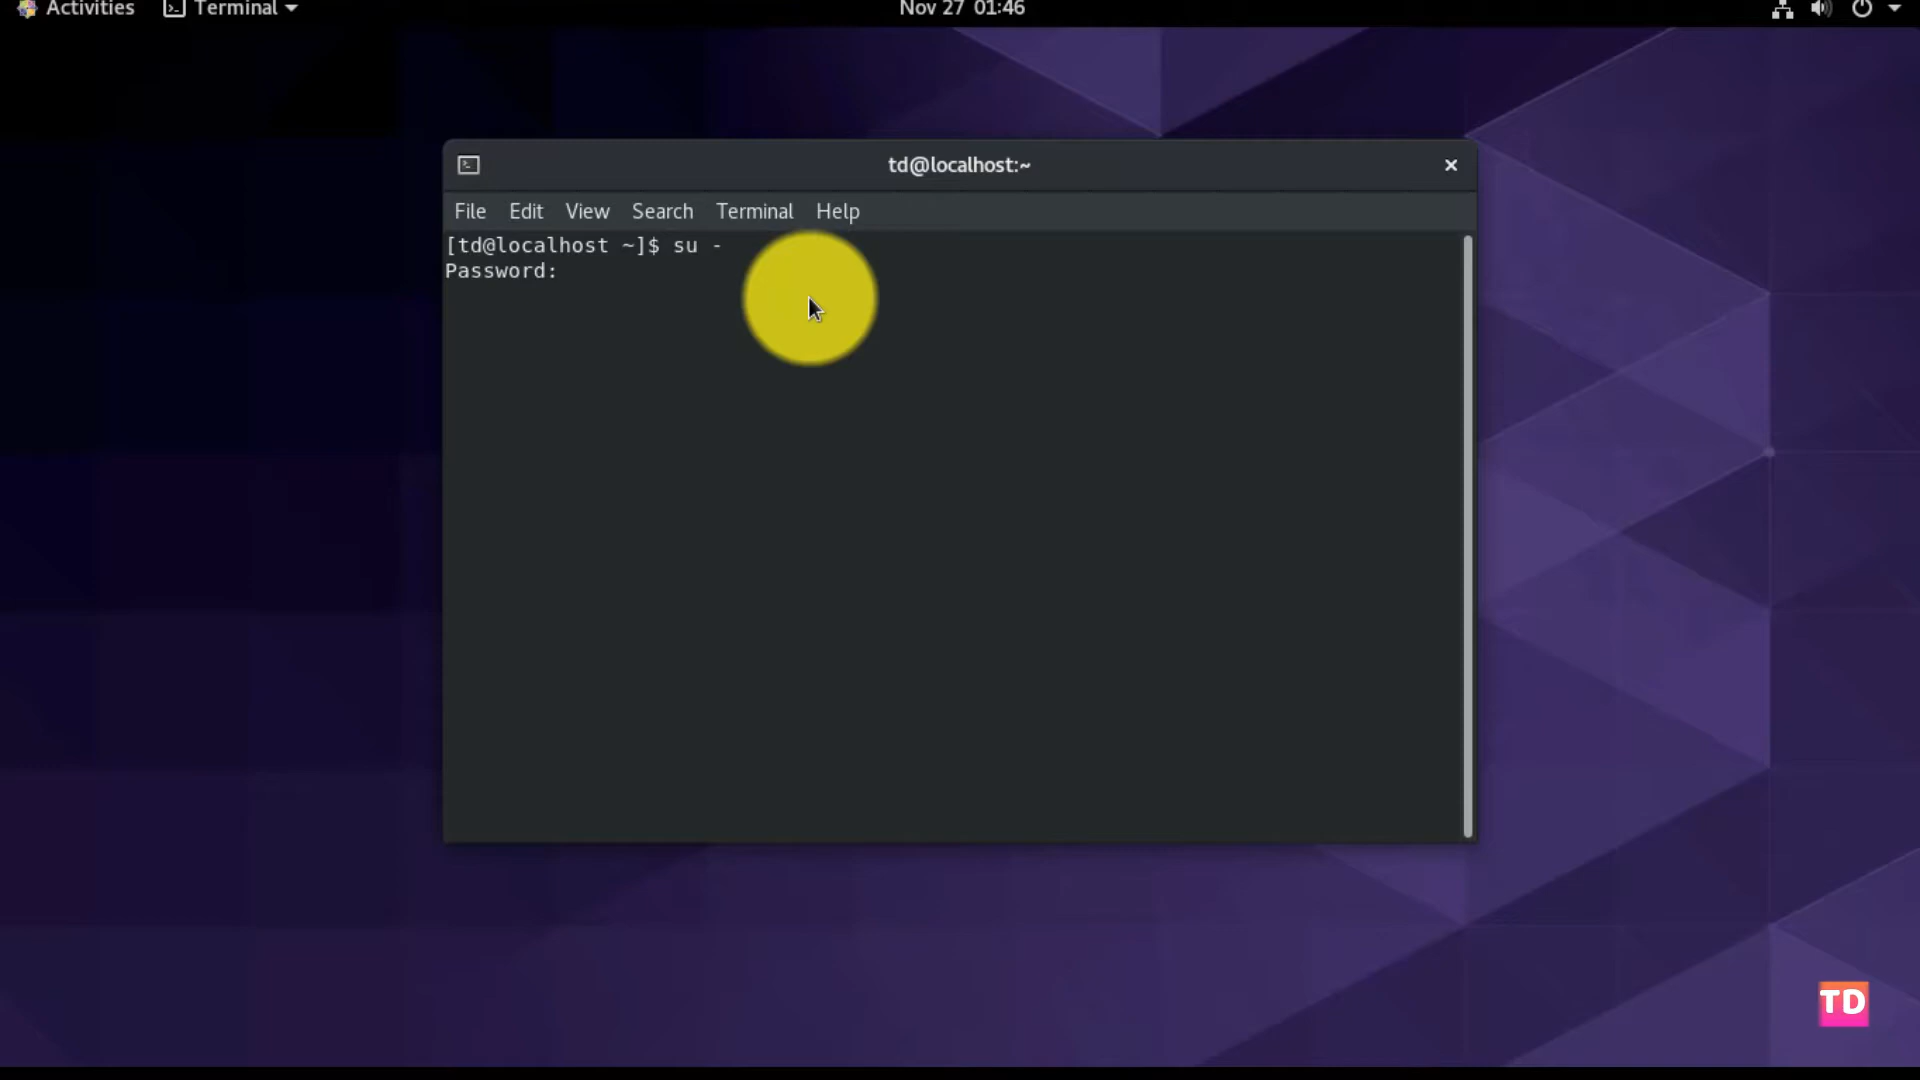 Activities Terminal Nov 27 01:46
td@localhost:~
File Edit View Search Terminal Help
[td@localhost ~]$ su -
Password:
TD